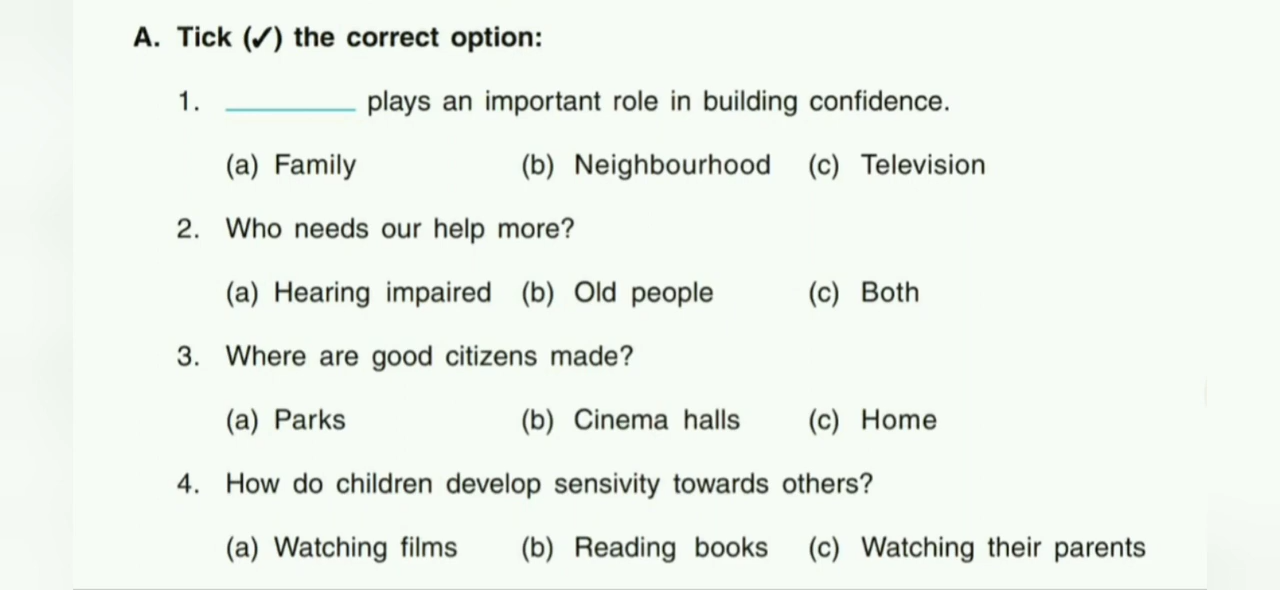 A. Tick (✓) the correct option:
1. ________ plays an important role in building confidence.
(a) Family (b) Neighbourhood (c) Television
2. Who needs our help more?
(a) Hearing impaired (b) Old people (c) Both
3. Where are good citizens made?
(a) Parks (b) Cinema halls (c) Home
4. How do children develop sensivity towards others?
(a) Watching films (b) Reading books (c) Watching their parents